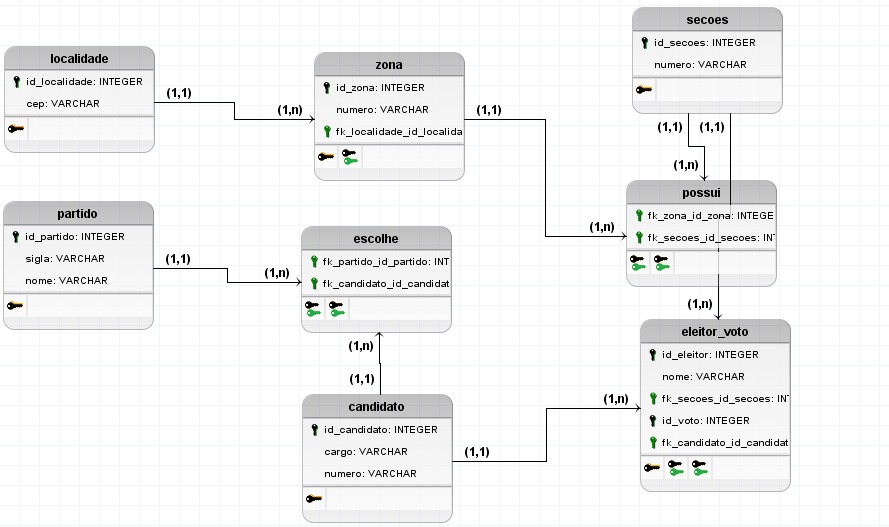 localidade
id_localidade: INTEGER
cep: VARCHAR
(1,1)
(1,n)
zona
id_zona: INTEGER
numero: VARCHAR
fk_localidade_id_localida
(1,1)
(1,n)
secoes
id_secoes: INTEGER
numero: VARCHAR
(1,1)
(1,1)
(1,n)
possui
fk_zona_id_zona: INTEGE
fk_secoes_id_secoes: INT
(1,n)
partido
id_partido: INTEGER
sigla: VARCHAR
nome: VARCHAR
(1,1)
(1,n)
escolhe
fk_partido_id_partido: INT
fk_candidato_id_candidat
(1,n)
(1,1)
candidato
id_candidato: INTEGER
cargo: VARCHAR
numero: VARCHAR
(1,1)
(1,n)
eleitor_voto
id_eleitor: INTEGER
nome: VARCHAR
fk_secoes_id_secoes: INT
id_voto: INTEGER
fk_candidato_id_candidat